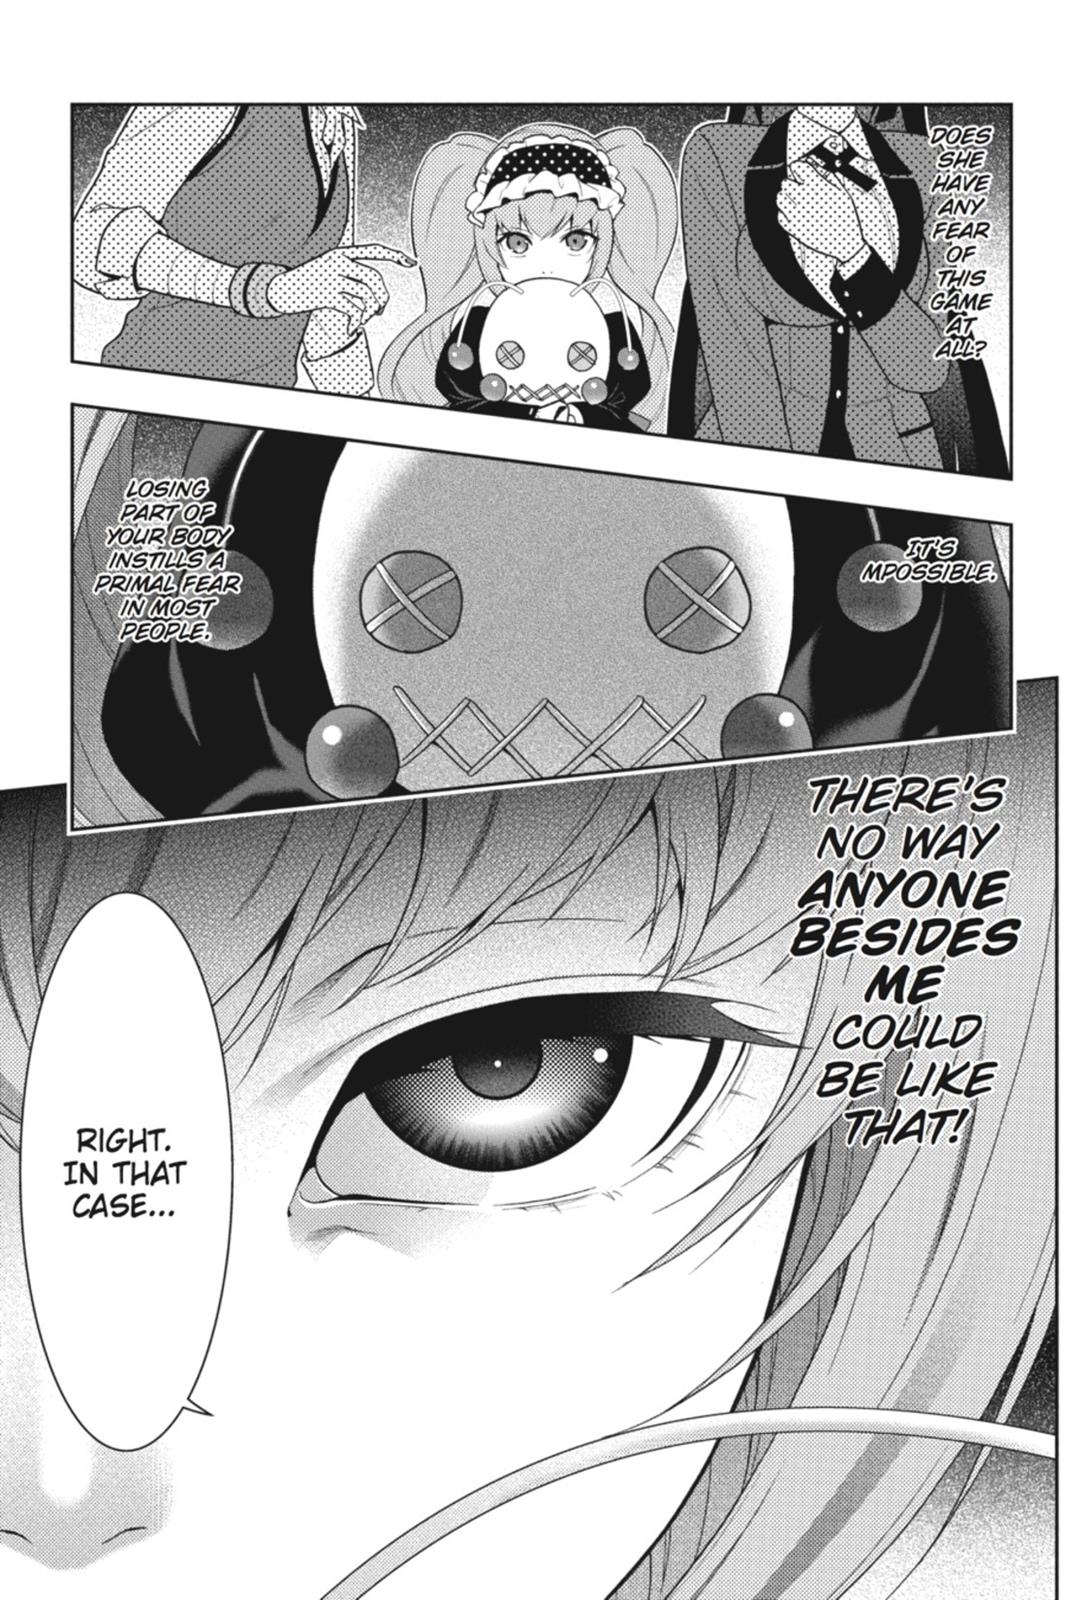 DOES
SHE
HAVE
ANY
FEAR
OF
THIS
GAME
AT
ALL?
IT'S
MPOSSIBLE.
LOSING
PART OF
YOUR BODY
INSTILLS A
PRIMAL FEAR
IN MOST
PEOPLE.
THERE'S
NO WAY
ANYONE
BESIDES
ME
COULD
BE LIKE
THAT!
RIGHT.
IN THAT
CASE...